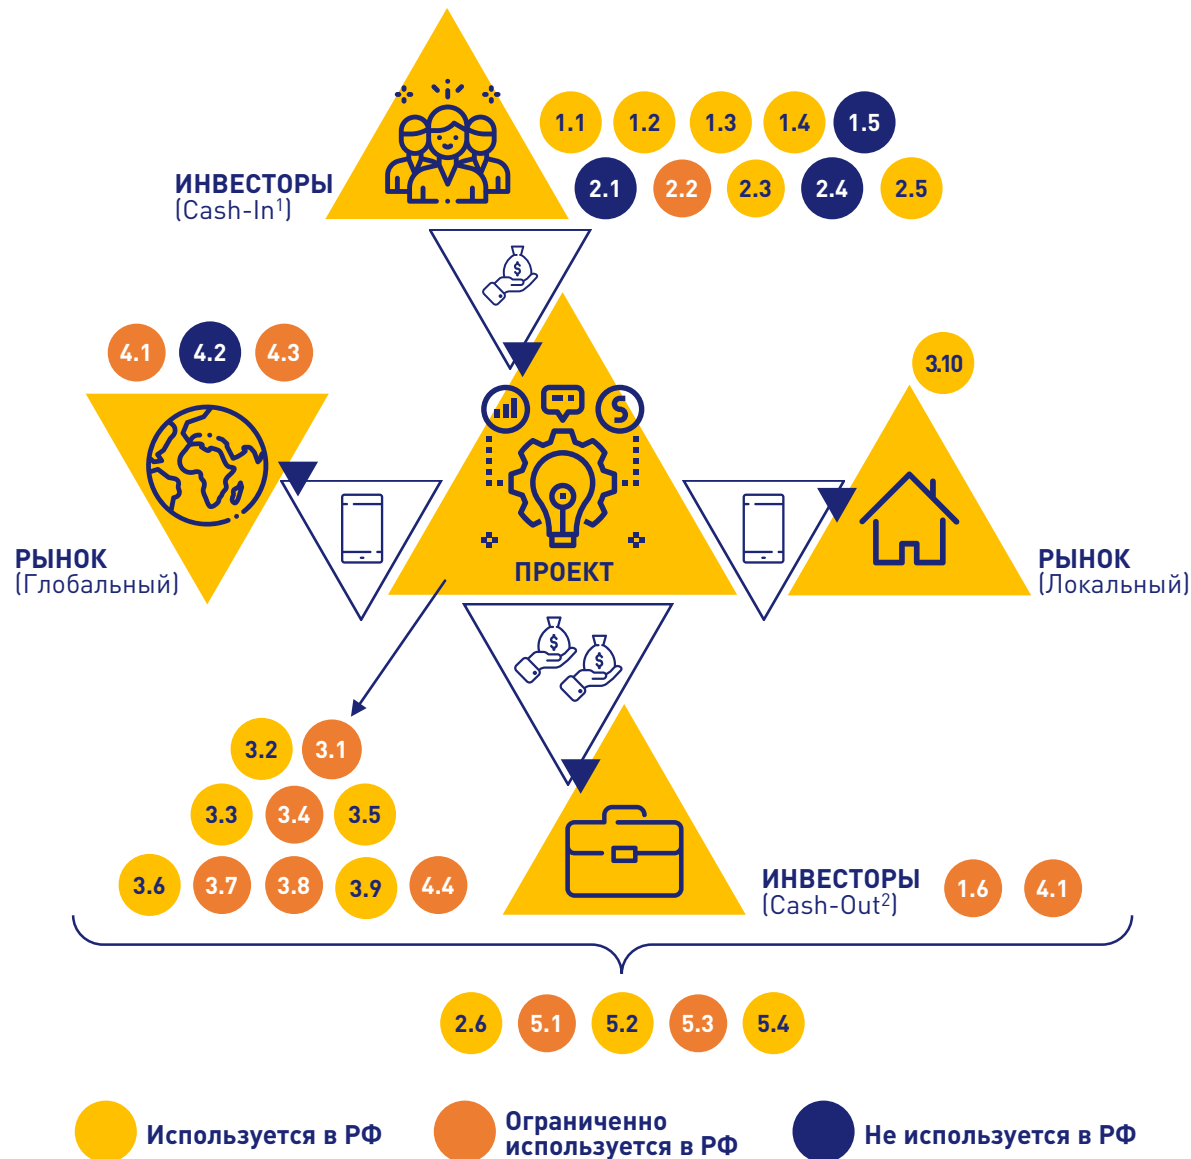 1.1 1.2 1.3 1.4 1.5
ИНВЕСТОРЫ
(Cash-In¹)
2.1 2.2 2.3 2.4 2.5
$
4.1 4.2 4.3
3.10
$
ПРОЕКТ
РЫНОК
(Глобальный)
РЫНОК
(Локальный)
$
$
3.2 3.1
3.3 3.4 3.5
3.6 3.7 3.8 3.9 4.4
ИНВЕСТОРЫ
(Cash-Out²)
1.6 4.1
2.6 5.1 5.2 5.3 5.4
Используется в РФ
Ограниченно
используется в РФ
Не используется в РФ